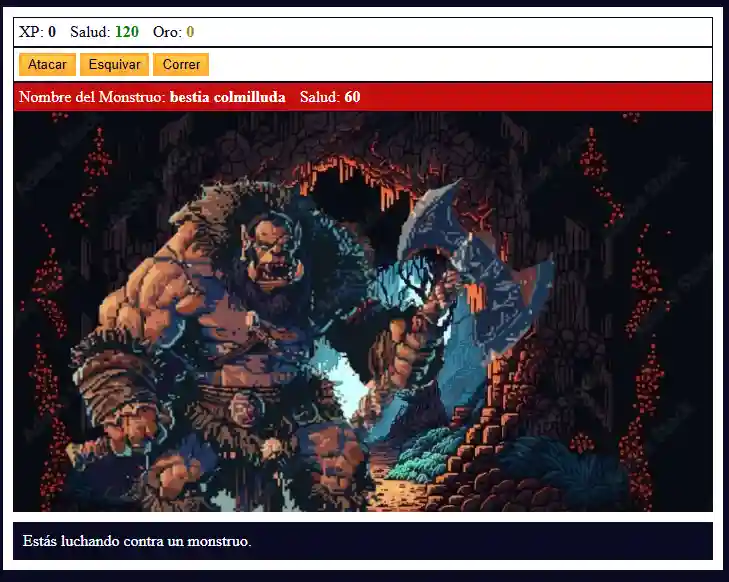 XP: 0 Salud: 120 Oro: 0
Atacar Esquivar Correr
Nombre del Monstruo: bestia colmilluda Salud: 60
Estás luchando contra un monstruo.